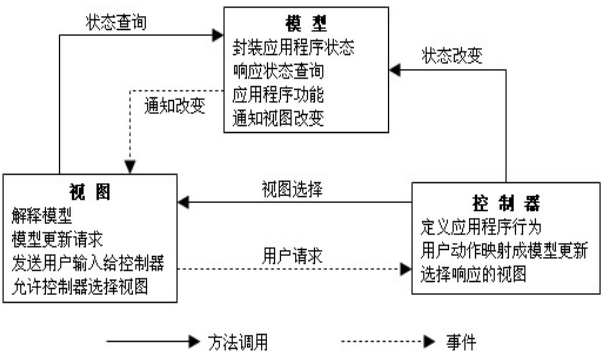 状态查询
模型
封装应用程序状态
响应状态查询
应用程序功能
通知视图改变
状态改变
通知改变
视图
解释模型
模型更新请求
发送用户输入给控制器
允许控制器选择视图
视图选择
用户请求
控制器
定义应用程序行为
用户动作映射成模型更新
选择响应的视图
方法调用
事件